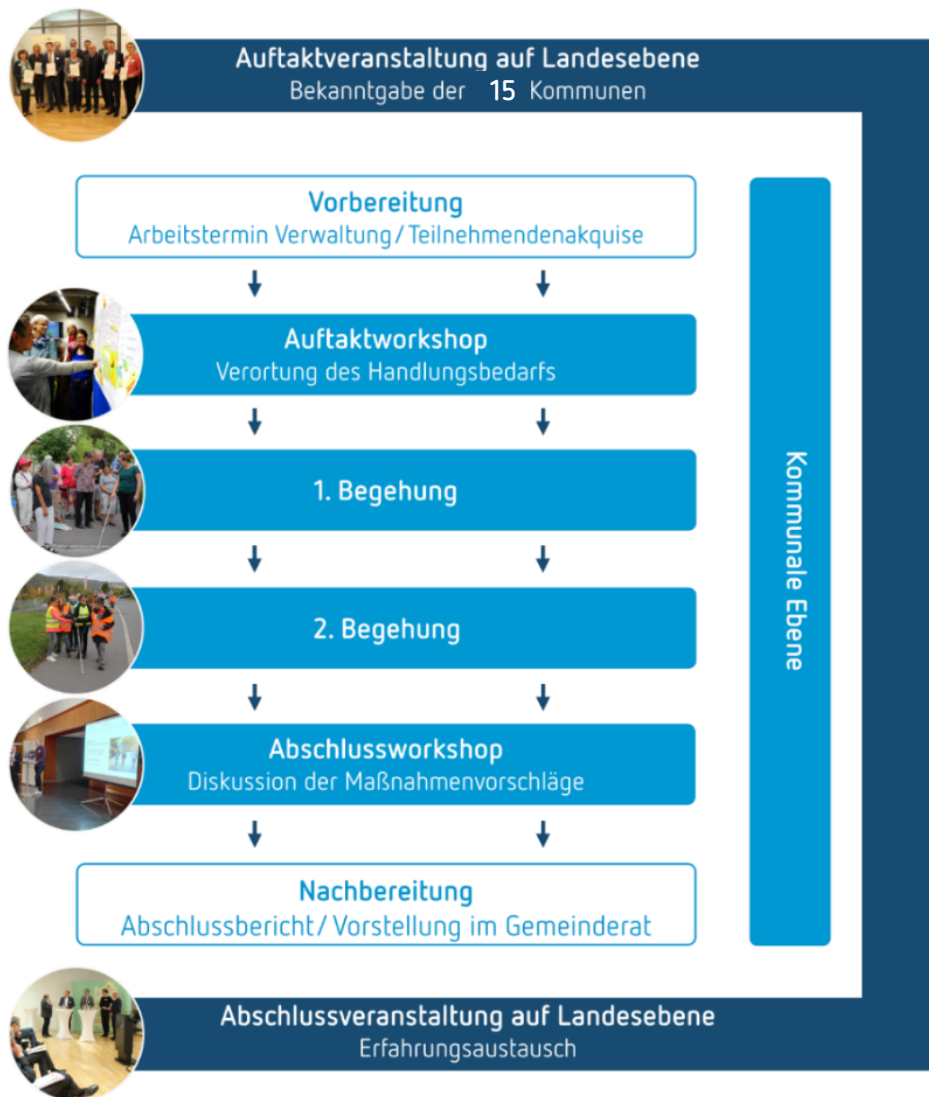 Auftaktveranstaltung auf Landesebene
Bekanntgabe der 15 Kommunen
Vorbereitung
Arbeitstermin Verwaltung/Teilnehmendenakquise
Auftaktworkshop
Verortung des Handlungsbedarfs
1. Begehung
2. Begehung
Abschlussworkshop
Diskussion der Maßnahmenvorschläge
Nachbereitung
Abschlussbericht/Vorstellung im Gemeinderat
Kommunale Ebene
Abschlussveranstaltung auf Landesebene
Erfahrungsaustausch